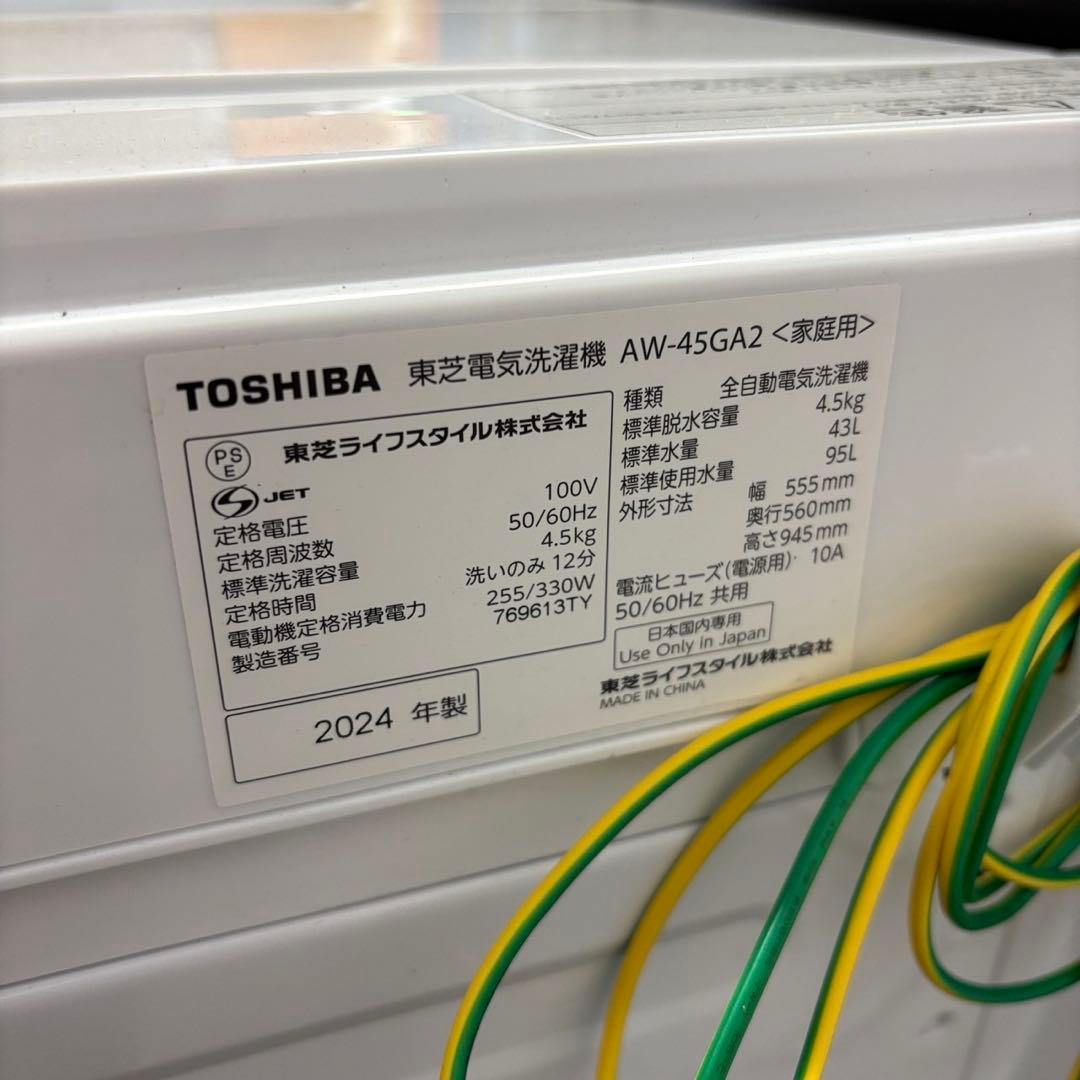 TOSHIBA 東芝電気洗濯機 AW-45GA2 <家庭用>
PSE 東芝ライフスタイル株式会社
JET
定格電圧 100V
定格周波数 50/60Hz
標準洗濯容量 4.5kg
定格時間 洗いのみ 12分
電動機定格消費電力 255/330W
製造番号 769613TY
2024 年製
種類 全自動電気洗濯機
標準脱水容量 4.5kg
標準水量 43L
標準使用水量 95L
外形寸法 幅 555mm
奥行560mm
高さ945mm
電流ヒューズ(電源用) 10A
50/60Hz 共用
日本国内専用
Use Only in Japan
東芝ライフスタイル株式会社
MADE IN CHINA